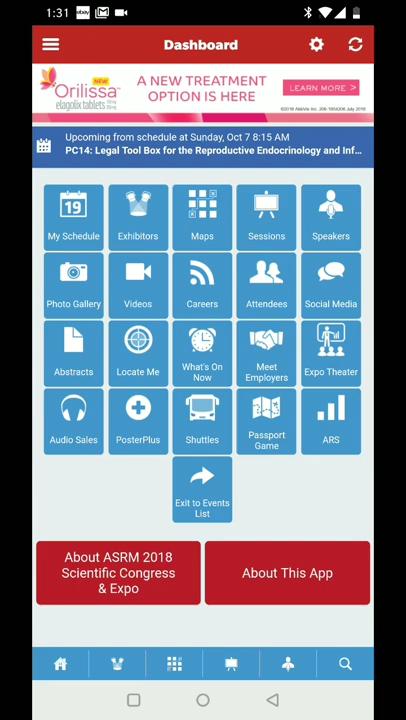 1:31
ebay
Dashboard
NEW
Orilissa
elagolix tablets
A NEW TREATMENT
OPTION IS HERE
LEARN MORE >
Upcoming from schedule at Sunday, Oct 7 8:15 AM
PC14: Legal Tool Box for the Reproductive Endocrinology and Inf...
19
My Schedule
Exhibitors
Maps
Sessions
Speakers
Photo Gallery
Videos
Careers
Attendees
Social Media
Abstracts
Locate Me
What's On
Now
Meet
Employers
Expo Theater
Audio Sales
PosterPlus
Shuttles
Passport
Game
ARS
Exit to Events
List
About ASRM 2018
Scientific Congress
& Expo
About This App